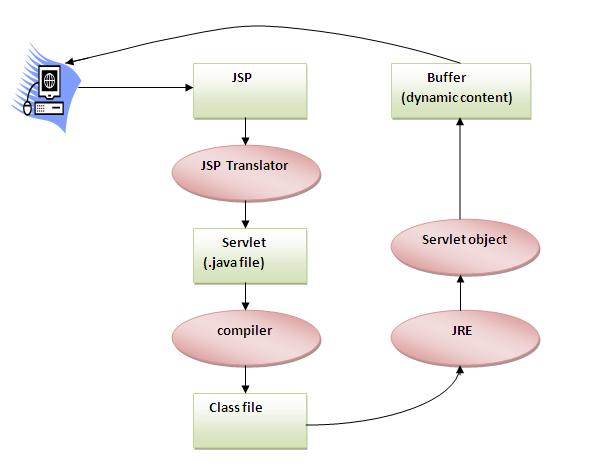 JSP
JSP Translator
Servlet
(.java file)
compiler
Class file
JRE
Servlet object
Buffer
(dynamic content)